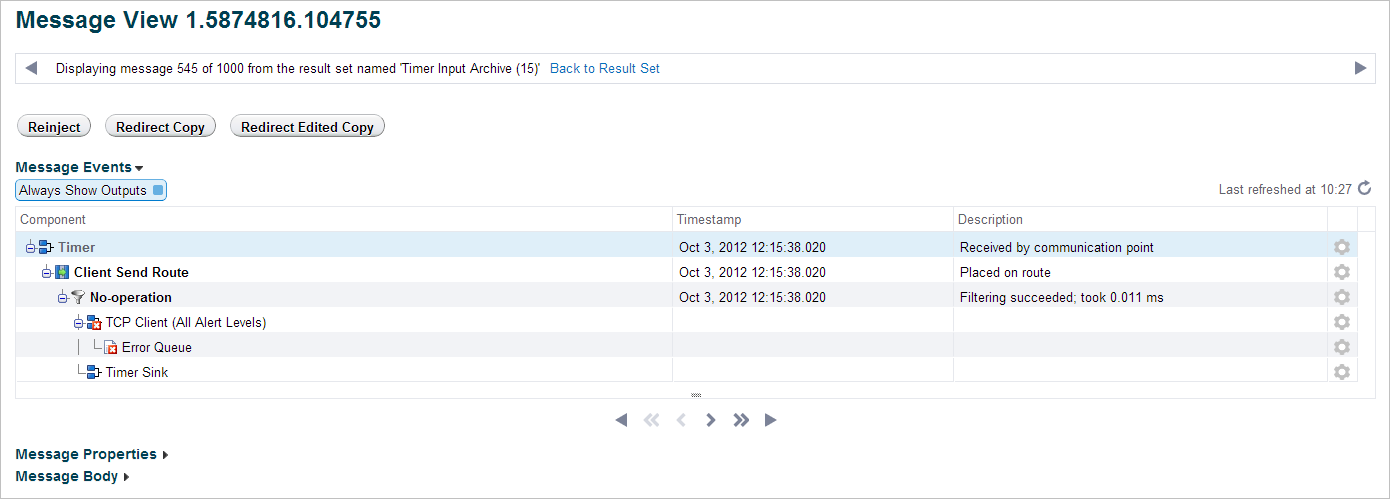 Message View 1.5874816.104755
Displaying message 545 of 1000 from the result set named 'Timer Input Archive (15)' Back to Result Set
Reinject Redirect Copy Redirect Edited Copy
Message Events
Always Show Outputs Last refreshed at 10:27
Component Timestamp Description
Timer Oct 3, 2012 12:15:38.020 Received by communication point
Client Send Route Oct 3, 2012 12:15:38.020 Placed on route
No-operation Oct 3, 2012 12:15:38.020 Filtering succeeded; took 0.011 ms
TCP Client (All Alert Levels)
Error Queue
Timer Sink
Message Properties
Message Body